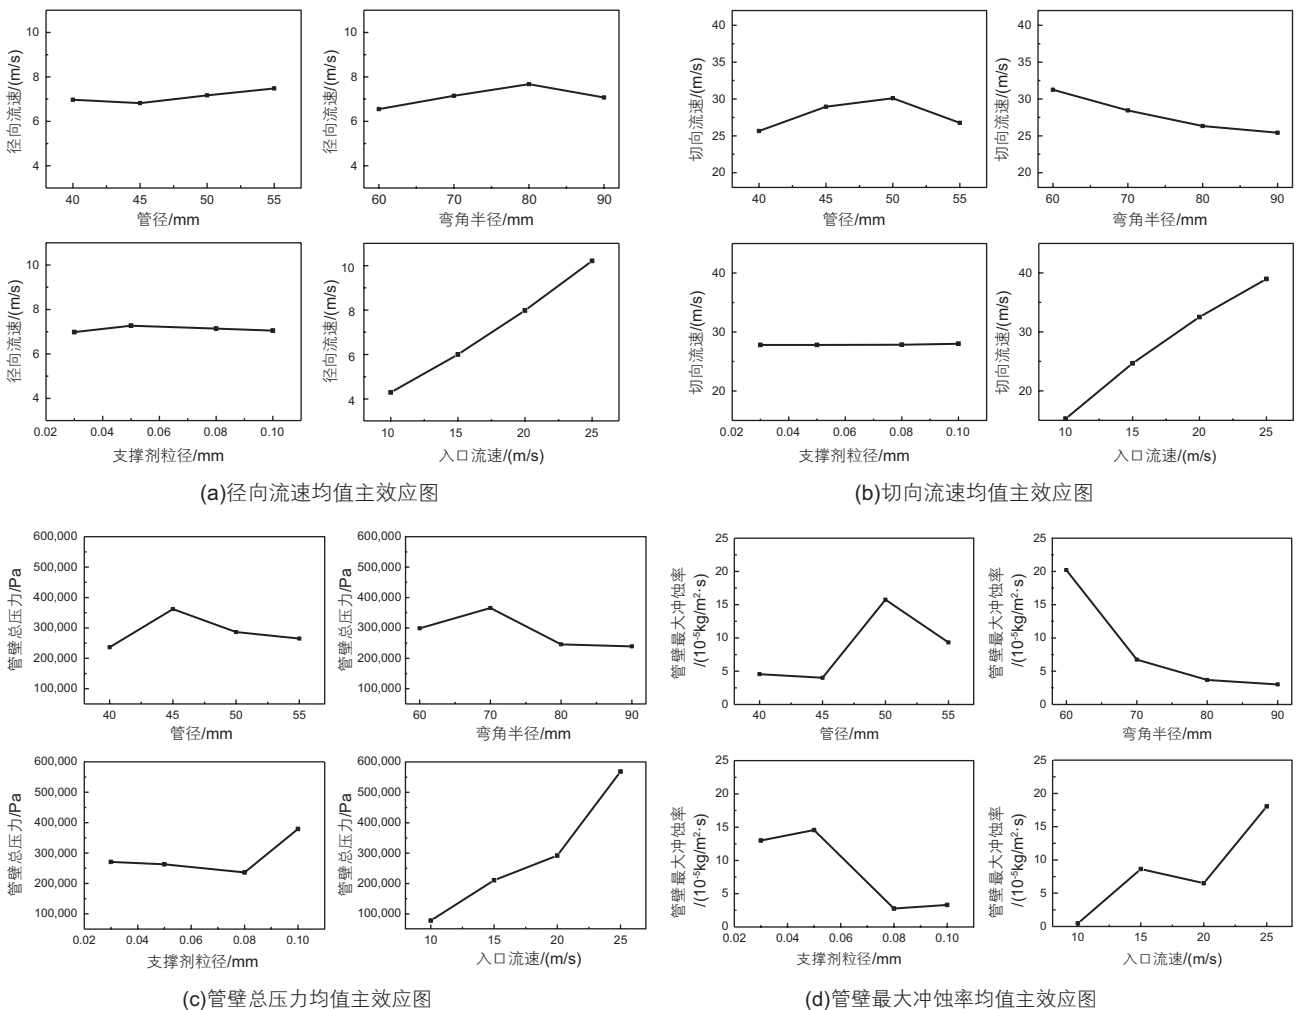 径向流速/(m/s)
10
8
6
4
40 45 50 55
管径/mm
径向流速/(m/s)
10
8
6
4
60 70 80 90
弯角半径/mm
径向流速/(m/s)
10
8
6
4
0.02 0.04 0.06 0.08 0.10
支撑剂粒径/mm
径向流速/(m/s)
10
8
6
4
10 15 20 25
入口流速/(m/s)
(a)径向流速均值主效应图
切向流速/(m/s)
40
35
30
25
20
40 45 50 55
管径/mm
切向流速/(m/s)
40
35
30
25
20
60 70 80 90
弯角半径/mm
切向流速/(m/s)
40
30
20
0.02 0.04 0.06 0.08 0.10
支撑剂粒径/mm
切向流速/(m/s)
40
30
20
10 15 20 25
入口流速/(m/s)
(b)切向流速均值主效应图
管壁总压力/Pa
600,000
500,000
400,000
300,000
200,000
100,000
40 45 50 55
管径/mm
管壁总压力/Pa
600,000
500,000
400,000
300,000
200,000
100,000
60 70 80 90
弯角半径/mm
管壁总压力/Pa
600,000
500,000
400,000
300,000
200,000
100,000
0.02 0.04 0.06 0.08 0.10
支撑剂粒径/mm
管壁总压力/Pa
600,000
500,000
400,000
300,000
200,000
100,000
10 15 20 25
入口流速/(m/s)
(c)管壁总压力均值主效应图
管壁最大冲蚀率
/(10⁻⁵kg/m²·s)
25
20
15
10
5
0
40 45 50 55
管径/mm
管壁最大冲蚀率
/(10⁻⁵kg/m²·s)
25
20
15
10
5
0
60 70 80 90
弯角半径/mm
管壁最大冲蚀率
/(10⁻⁵kg/m²·s)
25
20
15
10
5
0
0.02 0.04 0.06 0.08 0.10
支撑剂粒径/mm
管壁最大冲蚀率
/(10⁻⁵kg/m²·s)
25
20
15
10
5
0
10 15 20 25
入口流速/(m/s)
(d)管壁最大冲蚀率均值主效应图